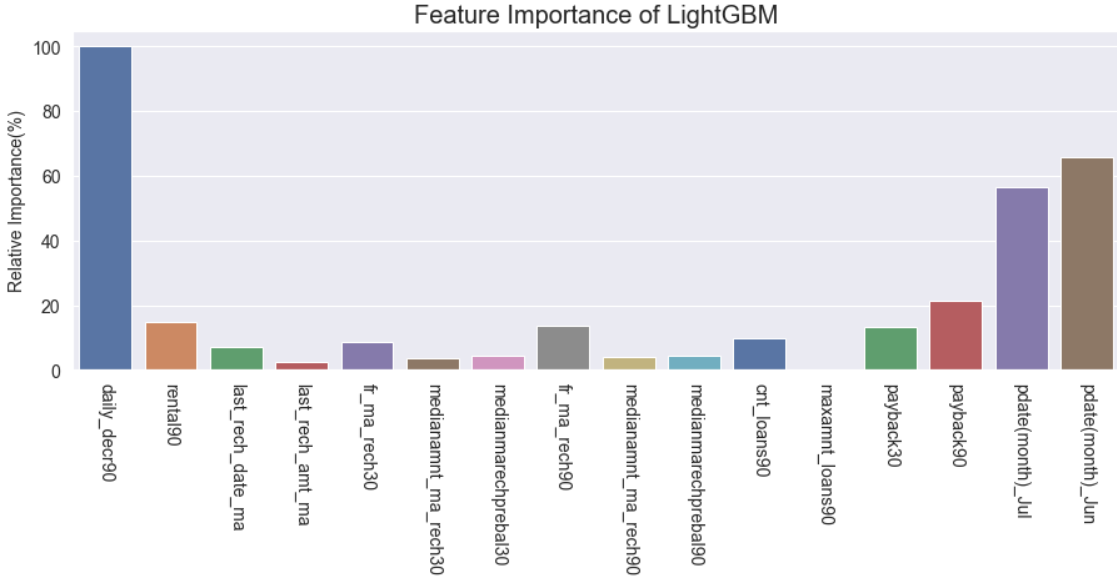 Feature Importance of LightGBM
Relative Importance(%)
100
80
60
40
20
0
daily_decr90
rental90
last_rech_date_ma
last_rech_amt_ma
fr_ma_rech30
medianamnt_ma_rech30
medianmarechprebal30
fr_ma_rech90
medianamnt_ma_rech90
medianmarechprebal90
cnt_loans90
maxamnt_loans90
payback30
payback90
pdate(month)_Jul
pdate(month)_Jun